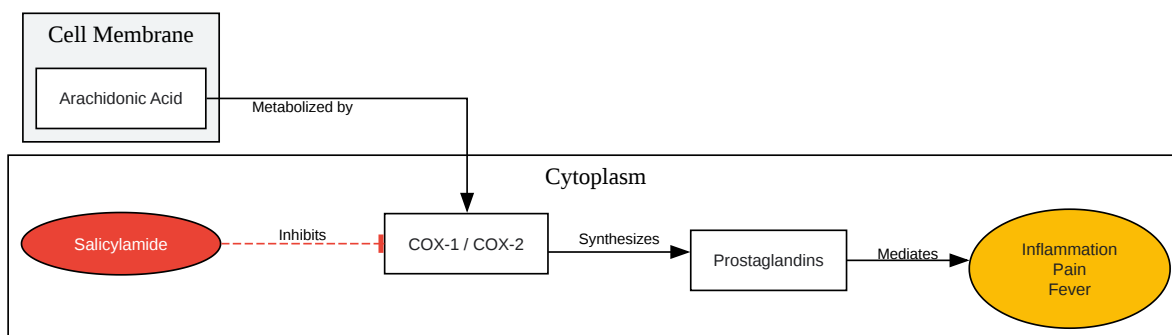 Cell Membrane
Arachidonic Acid
Metabolized by
Cytoplasm
Salicylamide
Inhibits
COX-1 / COX-2
Synthesizes
Prostaglandins
Mediates
Inflammation
Pain
Fever